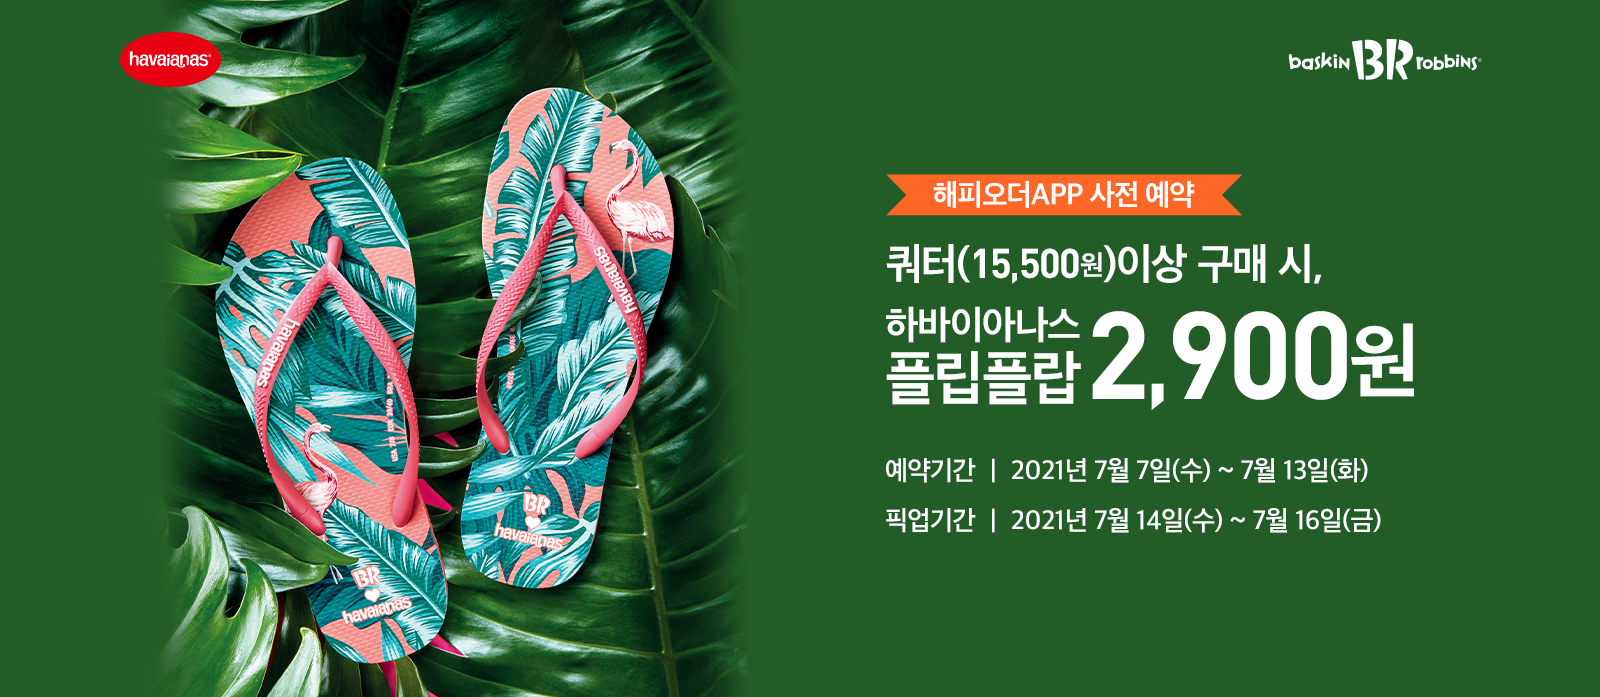 havaianas
baskin BR robbins
해피오더APP 사전 예약
쿼터(15,500원)이상 구매 시,
하바이아나스
플립플랍 2,900원
예약기간 | 2021년 7월 7일(수) ~ 7월 13일(화)
픽업기간 | 2021년 7월 14일(수) ~ 7월 16일(금)
havaianas
havaianas
BR
havaianas
BR
havaianas